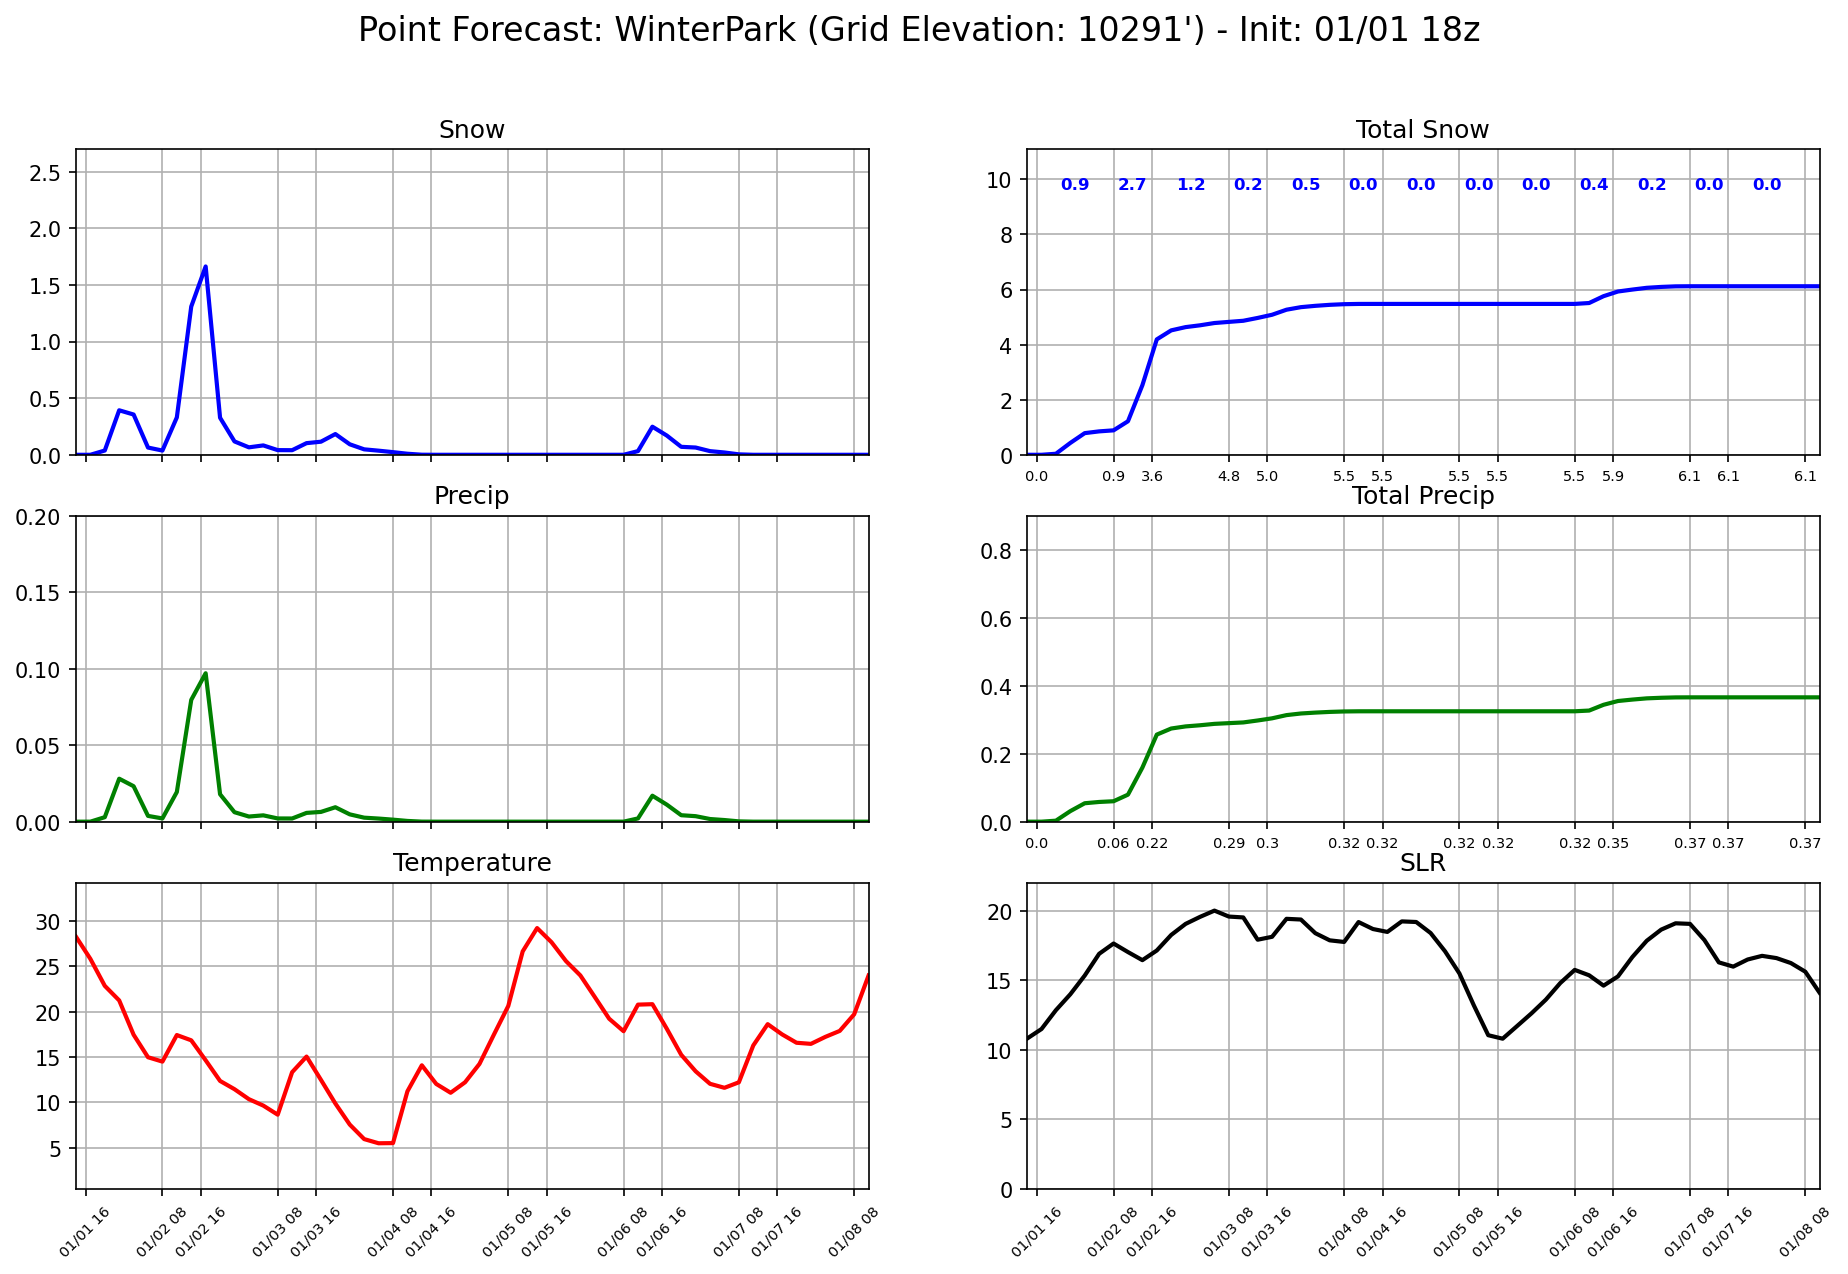 Point Forecast: WinterPark (Grid Elevation: 10291') - Init: 01/01 18z
Snow
2.5
2.0
1.5
1.0
0.5
0.0
Total Snow
10
8
6
4
2
0
0.9 2.7 1.2 0.2 0.5 0.0 0.0 0.0 0.0 0.4 0.2 0.0 0.0
0.0 0.9 3.6 4.8 5.0 5.5 5.5 5.5 5.5 5.5 5.9 6.1 6.1 6.1
Precip
0.20
0.15
0.10
0.05
0.00
Total Precip
0.8
0.6
0.4
0.2
0.0
0.0 0.06 0.22 0.29 0.3 0.32 0.32 0.32 0.32 0.32 0.35 0.37 0.37 0.37
Temperature
30
25
20
15
10
5
01/01 16 01/02 08 01/02 16 01/03 08 01/03 16 01/04 08 01/04 16 01/05 08 01/05 16 01/06 08 01/06 16 01/07 08 01/07 16 01/08 08
SLR
20
15
10
5
0
01/01 16 01/02 08 01/02 16 01/03 08 01/03 16 01/04 08 01/04 16 01/05 08 01/05 16 01/06 08 01/06 16 01/07 08 01/07 16 01/08 08